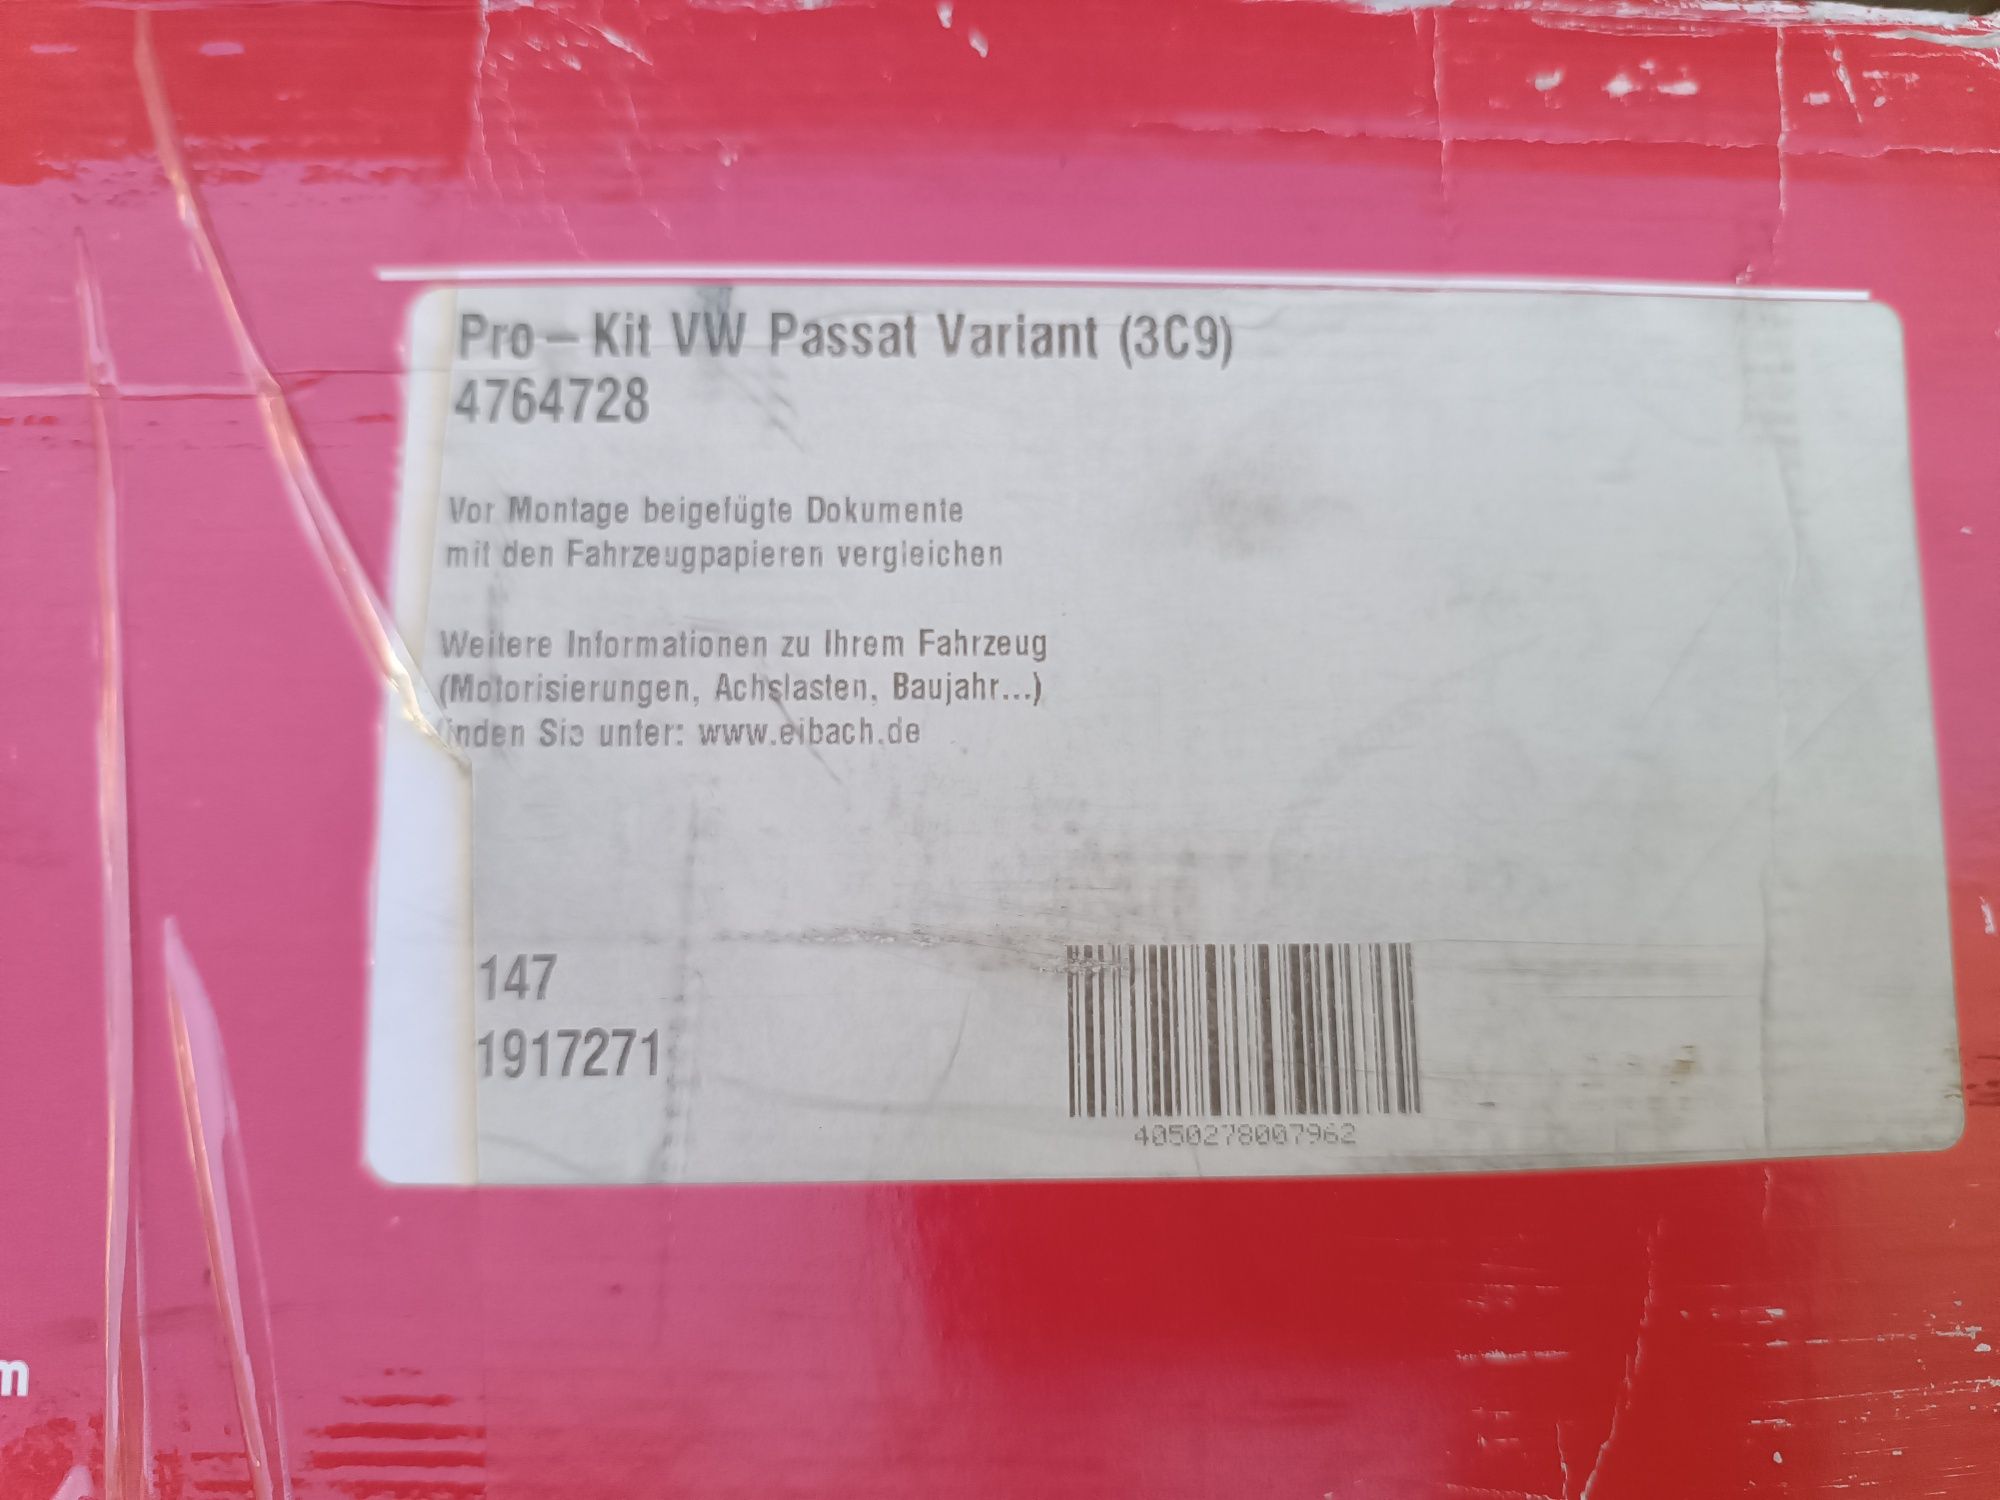 Pro-Kit VW Passat Variant (3C9)
4764728
Vor Montage beigefügte Dokumente
mit den Fahrzeugpapieren vergleichen
Weitere Informationen zu Ihrem Fahrzeug
(Motorisierungen, Achslasten, Baujahr...)
inden Sie unter: www.eibach.de
147
1917271
4050278007962
m